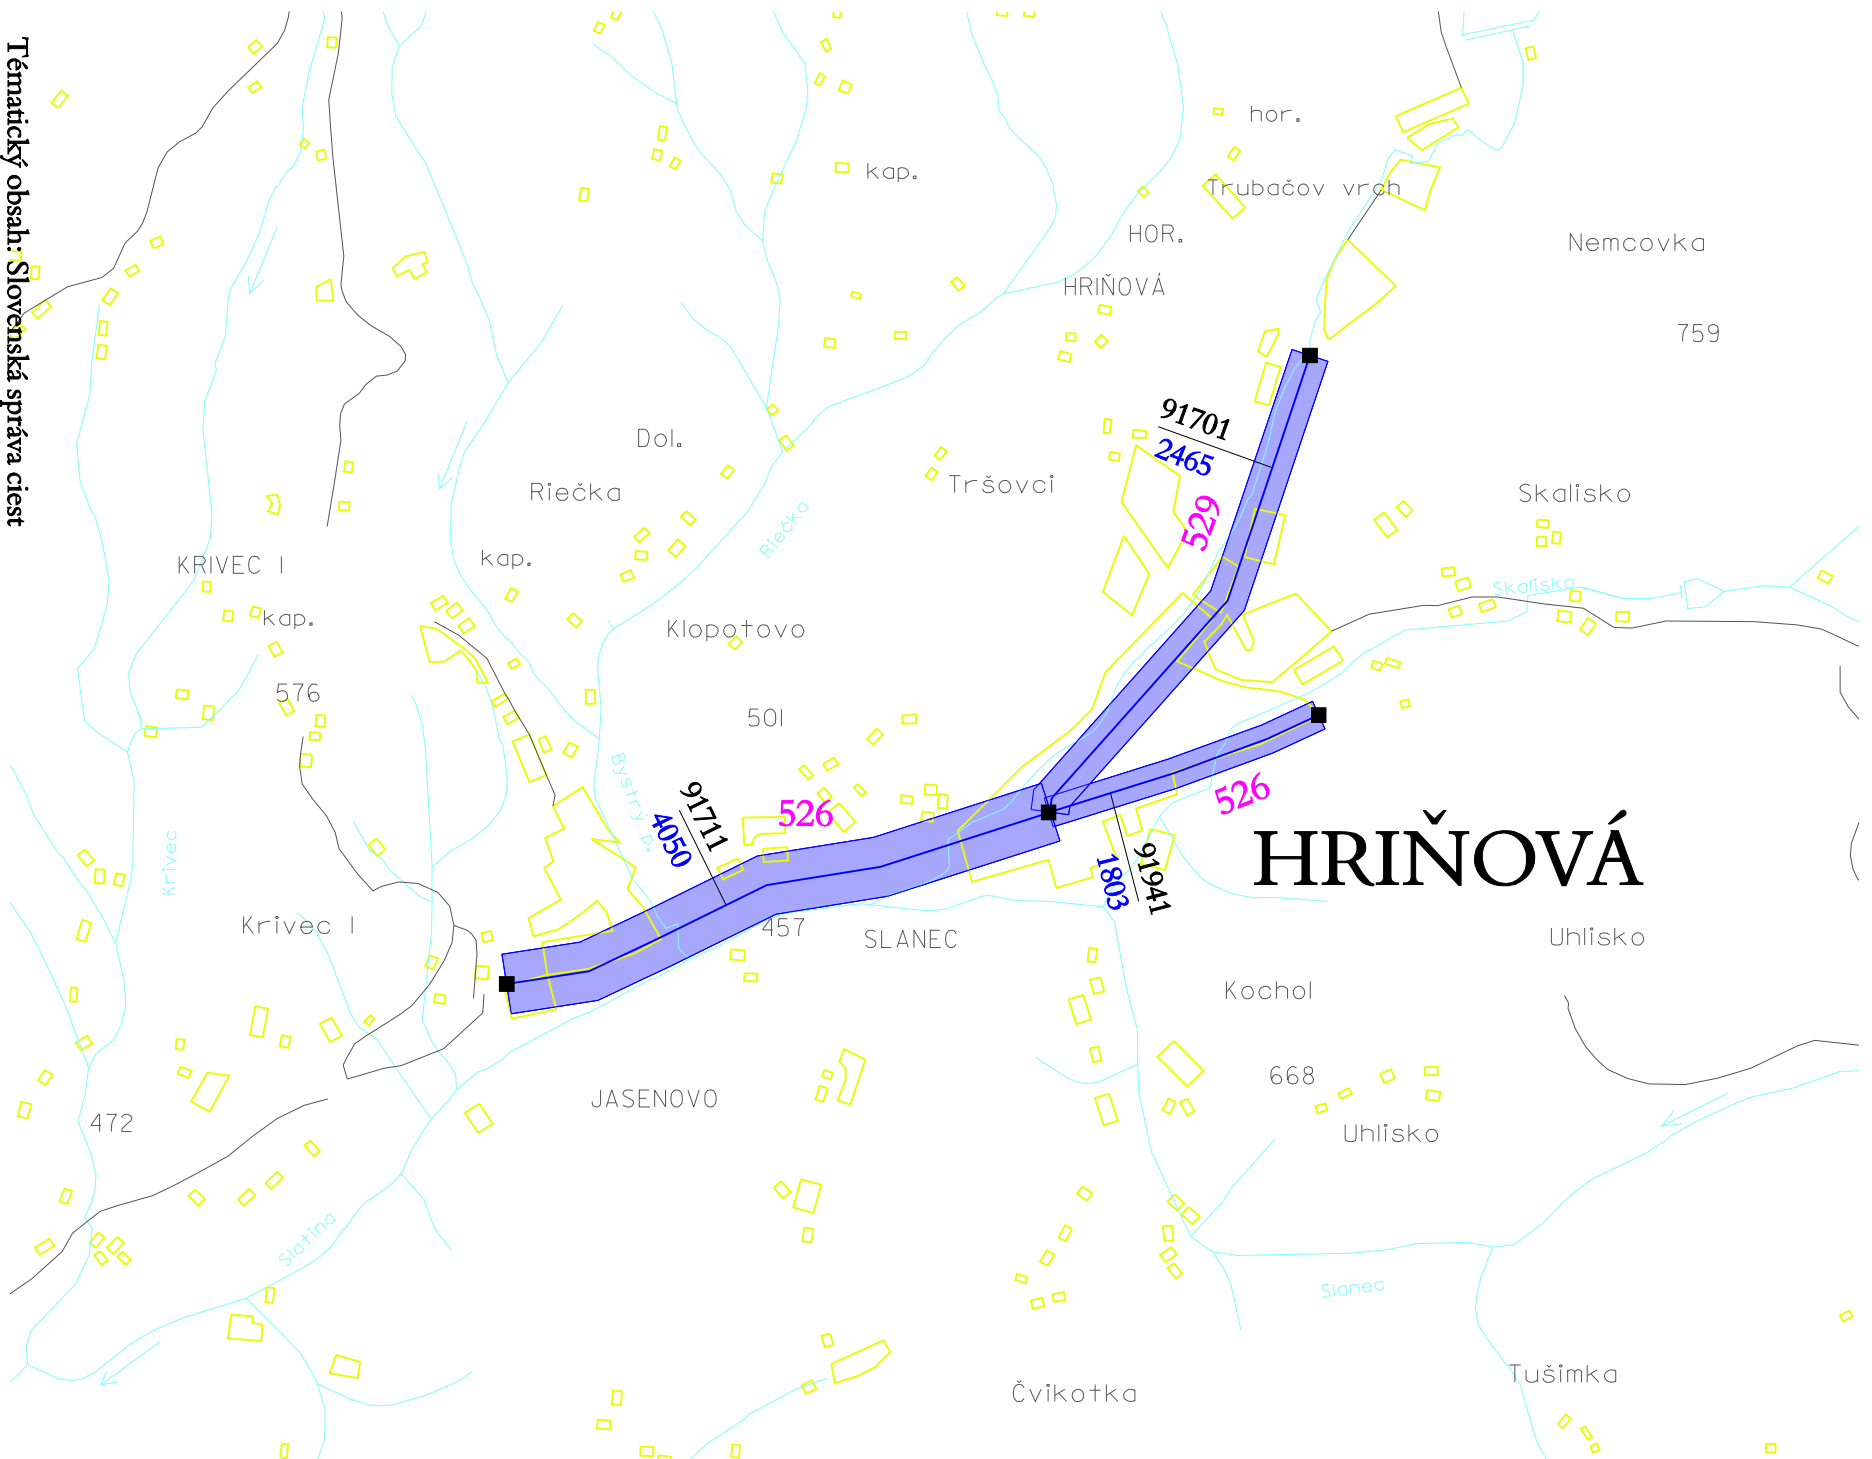 Tématický obsah: Slovenská správa ciest
hor.
kap.
Trubačov vrch
HOR.
Nemcovka
HRIŇOVÁ
759
91701
2465
Dol.
Riečka
Tršovci
Skalisko
529
Riečka
kap.
KRIVEC I
Skalisko
kap.
Klopotovo
576
501
Bystrý p.
91711
4050
526
526
HRIŇOVÁ
Krivec
91941
1803
Krivec I
457
SLANEC
Uhlisko
Kochol
668
JASENOVO
472
Uhlisko
Slatina
Slanec
Čvikotka
Tušimka